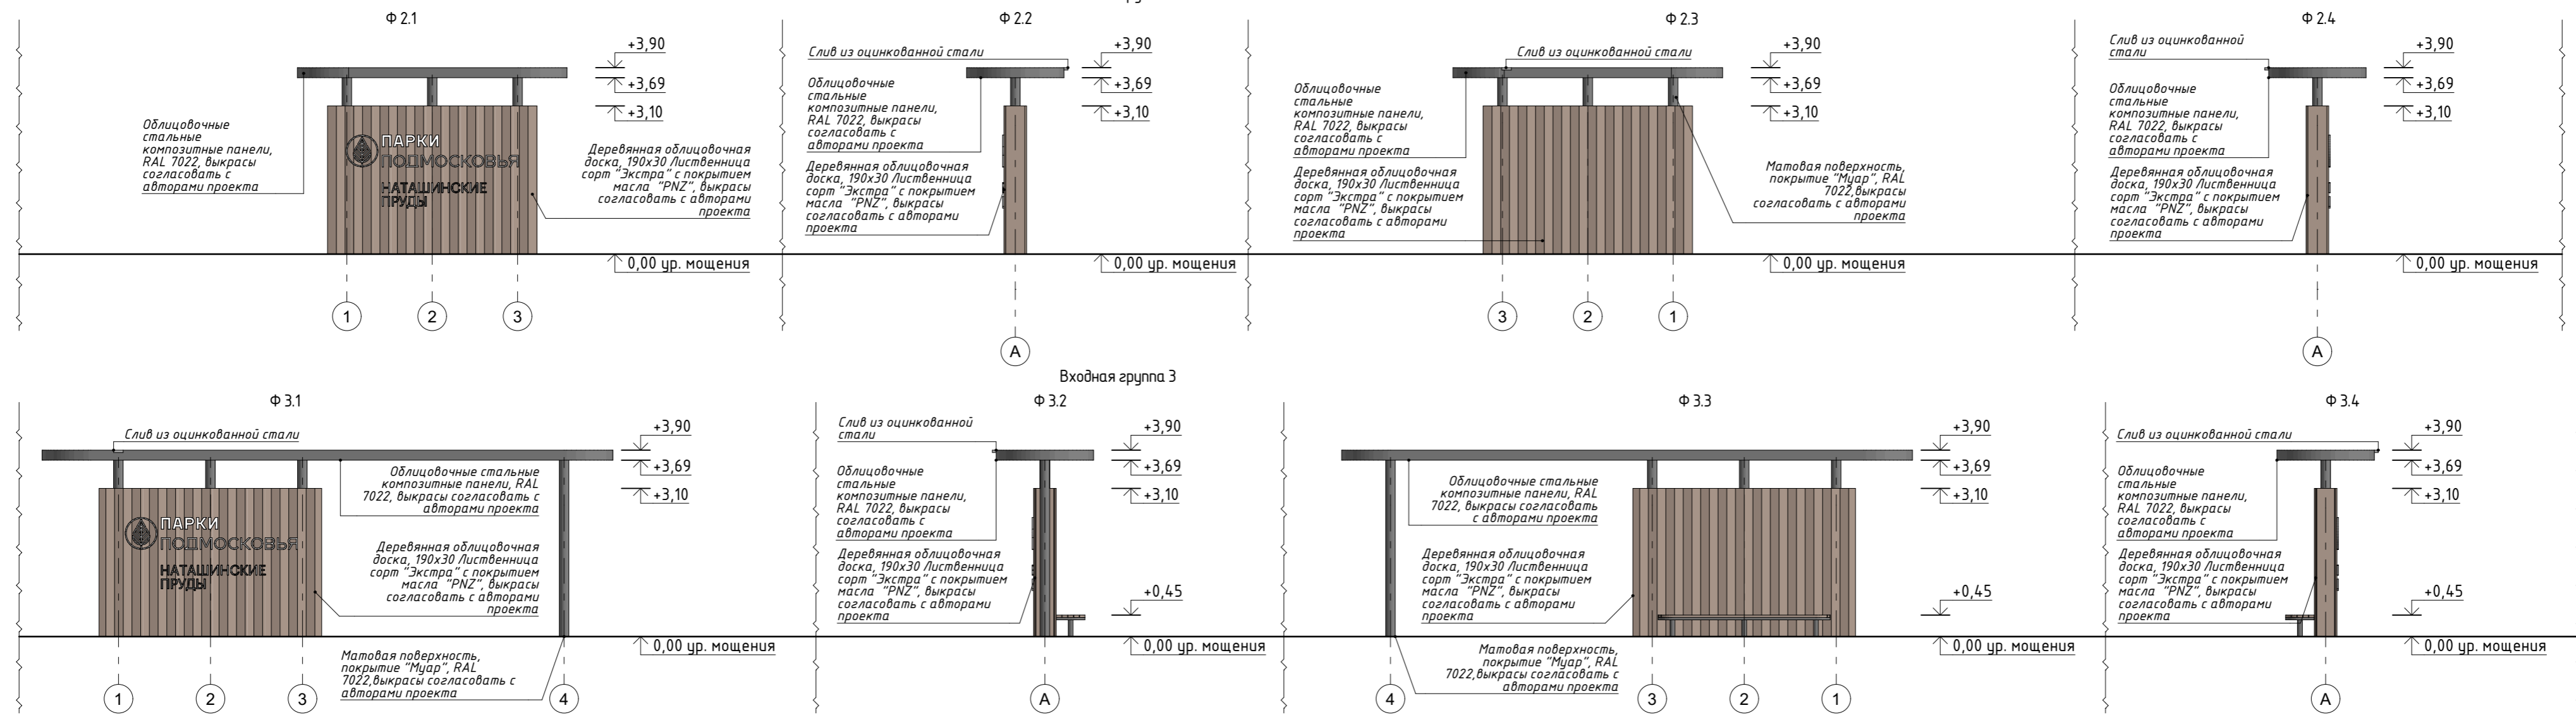 Ф 2.1
+3,90
+3,69
+3,10
Облицовочные
стальные
композитные панели,
RAL 7022, выкрасы
согласовать с
авторами проекта
ПАРКИ
ПОДМОСКОВЬЯ
НАТАШИНСКИЕ
ПРУДЫ
Деревянная облицовочная
доска, 190х30 Лиственница
сорт "Экстра" с покрытием
масла "PNZ", выкрасы
согласовать с авторами
проекта
0,00 ур. мощения
1
2
3
Ф 2.2
Слив из оцинкованной стали
+3,90
+3,69
+3,10
Облицовочные
стальные
композитные панели,
RAL 7022, выкрасы
согласовать с
авторами проекта
Деревянная облицовочная
доска, 190х30 Лиственница
сорт "Экстра" с покрытием
масла "PNZ", выкрасы
согласовать с авторами
проекта
0,00 ур. мощения
А
Ф 2.3
Слив из оцинкованной стали
+3,90
+3,69
+3,10
Облицовочные
стальные
композитные панели,
RAL 7022, выкрасы
согласовать с
авторами проекта
Деревянная облицовочная
доска, 190х30 Лиственница
сорт "Экстра" с покрытием
масла "PNZ", выкрасы
согласовать с авторами
проекта
Матовая поверхность,
покрытие "Муар", RAL
7022,выкрасы
согласовать с авторами
проекта
0,00 ур. мощения
3
2
1
Ф 2.4
Слив из оцинкованной
стали
+3,90
+3,69
+3,10
Облицовочные
стальные
композитные панели,
RAL 7022, выкрасы
согласовать с
авторами проекта
Деревянная облицовочная
доска, 190х30 Лиственница
сорт "Экстра" с покрытием
масла "PNZ", выкрасы
согласовать с авторами
проекта
0,00 ур. мощения
А
Входная группа 3
Ф 3.1
Слив из оцинкованной стали
+3,90
+3,69
+3,10
Облицовочные стальные
композитные панели, RAL
7022, выкрасы согласовать с
авторами проекта
ПАРКИ
ПОДМОСКОВЬЯ
НАТАШИНСКИЕ
ПРУДЫ
Деревянная облицовочная
доска, 190х30 Лиственница
сорт "Экстра" с покрытием
масла "PNZ", выкрасы
согласовать с авторами
проекта
0,00 ур. мощения
Матовая поверхность,
покрытие "Муар", RAL
7022,выкрасы согласовать с
авторами проекта
1
2
3
4
Ф 3.2
Слив из оцинкованной
стали
+3,90
+3,69
+3,10
Облицовочные
стальные
композитные панели,
RAL 7022, выкрасы
согласовать с
авторами проекта
Деревянная облицовочная
доска, 190х30 Лиственница
сорт "Экстра" с покрытием
масла "PNZ", выкрасы
согласовать с авторами
проекта
+0,45
0,00 ур. мощения
А
Ф 3.3
+3,90
+3,69
+3,10
Облицовочные стальные
композитные панели, RAL
7022, выкрасы согласовать
с авторами проекта
Деревянная облицовочная
доска, 190х30 Лиственница
сорт "Экстра" с покрытием
масла "PNZ", выкрасы
согласовать с авторами
проекта
+0,45
0,00 ур. мощения
Матовая поверхность,
покрытие "Муар", RAL
7022,выкрасы согласовать с
авторами проекта
4
3
2
1
Ф 3.4
Слив из оцинкованной стали
+3,90
+3,69
+3,10
Облицовочные
стальные
композитные панели,
RAL 7022, выкрасы
согласовать с
авторами проекта
Деревянная облицовочная
доска, 190х30 Лиственница
сорт "Экстра" с покрытием
масла "PNZ", выкрасы
согласовать с авторами
проекта
+0,45
0,00 ур. мощения
А